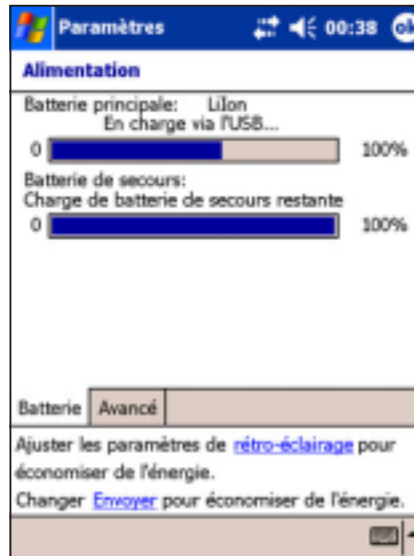 Paramètres 00:38 ok
Alimentation
Batterie principale: LiIon
En charge via l'USB...
0 100%
Batterie de secours:
Charge de batterie de secours restante
0 100%
Batterie Avancé
Ajuster les paramètres de rétro-éclairage pour
économiser de l'énergie.
Changer Envoyer pour économiser de l'énergie.